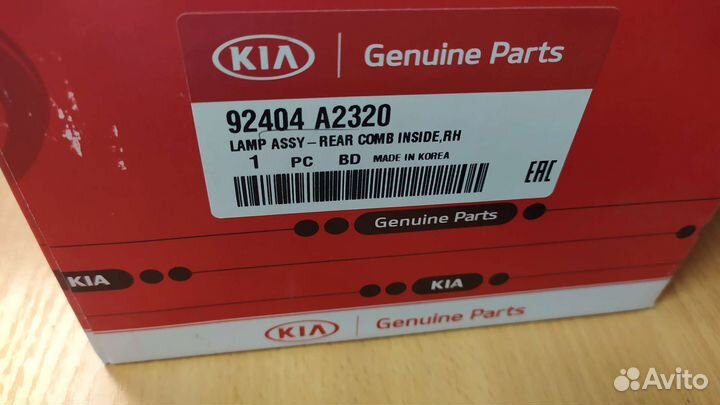 KIA Genuine Parts
92404 A2320
LAMP ASSY-REAR COMB INSIDE,RH
1 PC BD MADE IN KOREA
EAC
Genuine Parts
KIA
KIA
KIA Genuine Parts
Avito